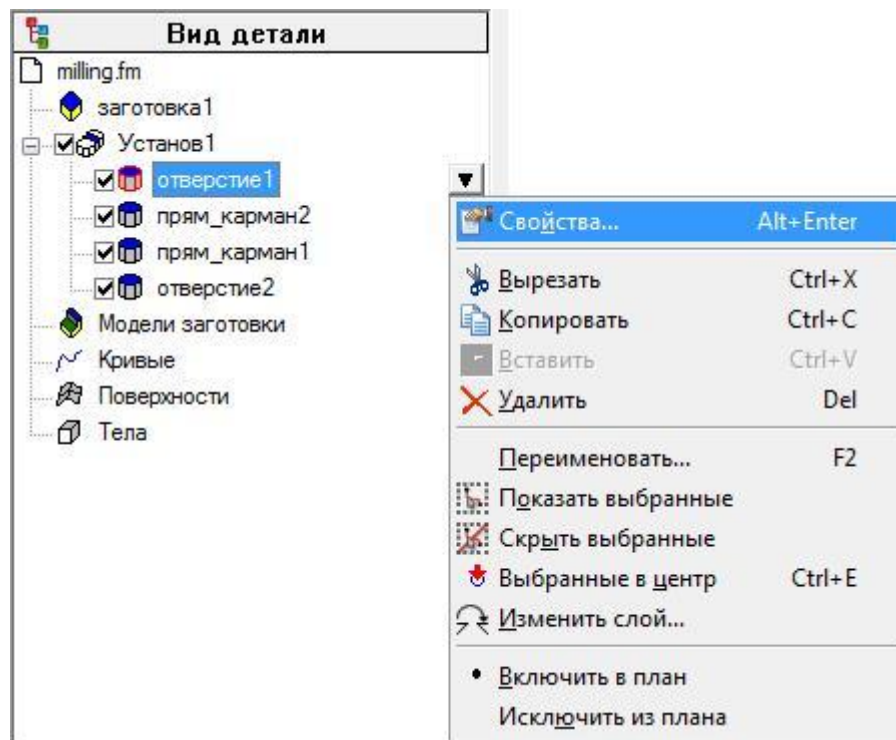 Вид детали
milling.fm
заготовка1
Установ1
отверстие1
прям_карман2
прям_карман1
отверстие2
Модели заготовки
Кривые
Поверхности
Тела
Свойства... Alt+Enter
Вырезать Ctrl+X
Копировать Ctrl+C
Вставить Ctrl+V
Удалить Del
Переименовать... F2
Показать выбранные
Скрыть выбранные
Выбранные в центр Ctrl+E
Изменить слой...
Включить в план
Исключить из плана